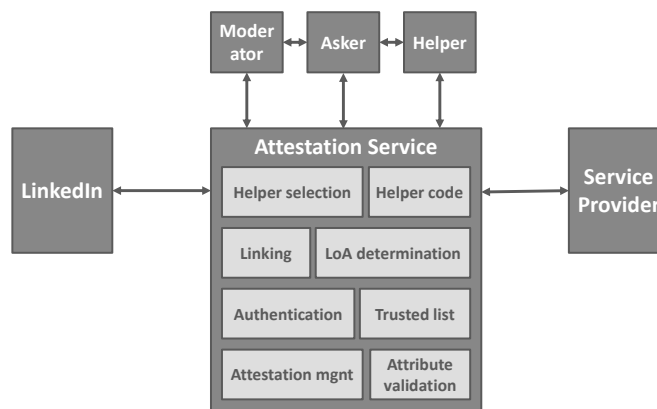 Moder
ator
Asker
Helper
Attestation Service
LinkedIn
Helper selection
Helper code
Service
Provider
Linking
LoA determination
Authentication
Trusted list
Attestation mgnt
Attribute
validation